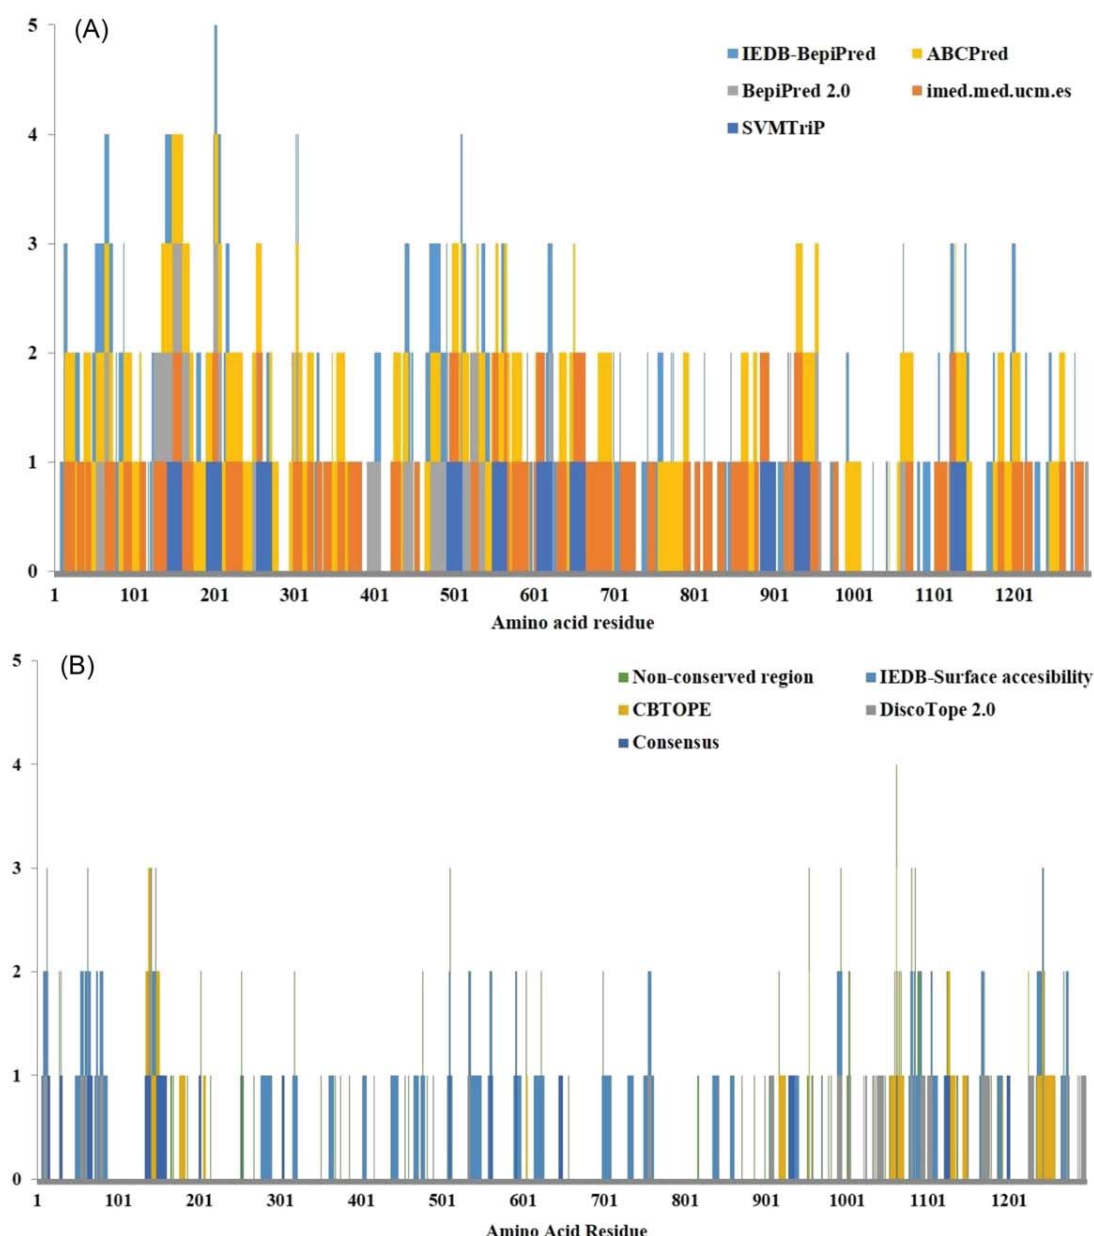 (A)
5
4
3
2
1
0
IEDB-BepiPred ABCPred
BepiPred 2.0 imed.med.ucm.es
SVMTriP
1 101 201 301 401 501 601 701 801 901 1001 1101 1201
Amino acid residue
(B)
5
4
3
2
1
0
Non-conserved region IEDB-Surface accesibility
CBTOPE DiscoTope 2.0
Consensus
1 101 201 301 401 501 601 701 801 901 1001 1101 1201
Amino Acid Residue